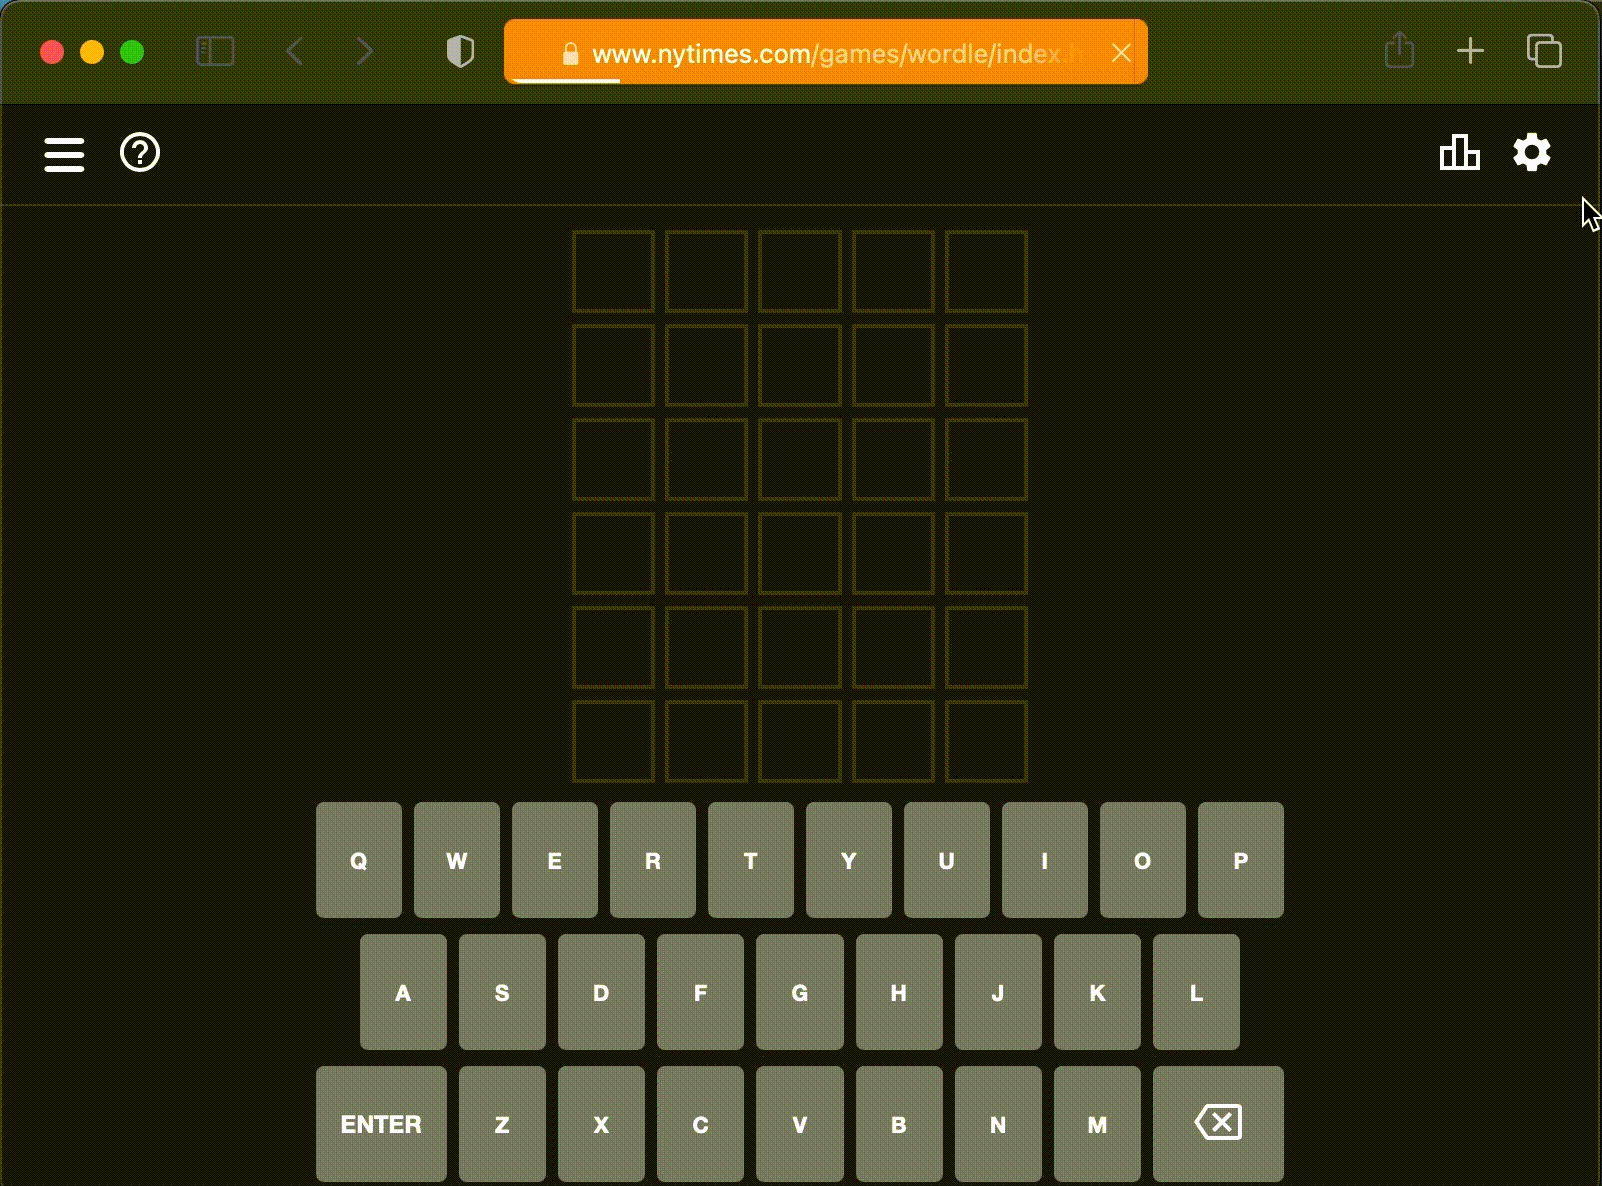 www.nytimes.com/games/wordle/index.h
Q W E R T Y U I O P
A S D F G H J K L
ENTER Z X C V B N M